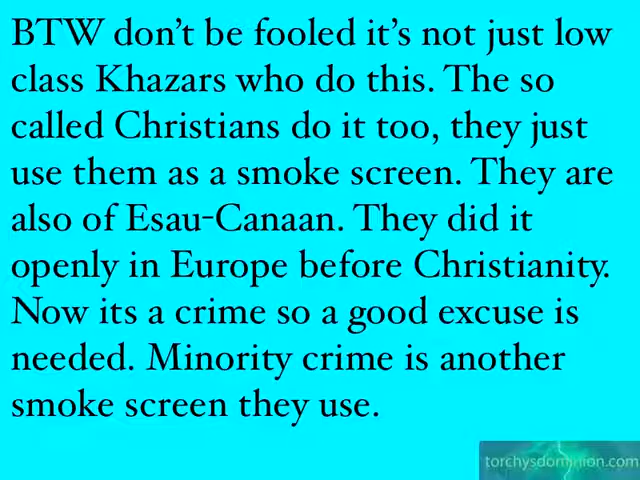 BTW don’t be fooled it’s not just low
class Khazars who do this. The so
called Christians do it too, they just
use them as a smoke screen. They are
also of Esau-Canaan. They did it
openly in Europe before Christianity.
Now its a crime so a good excuse is
needed. Minority crime is another
smoke screen they use.
torchysdominion.com